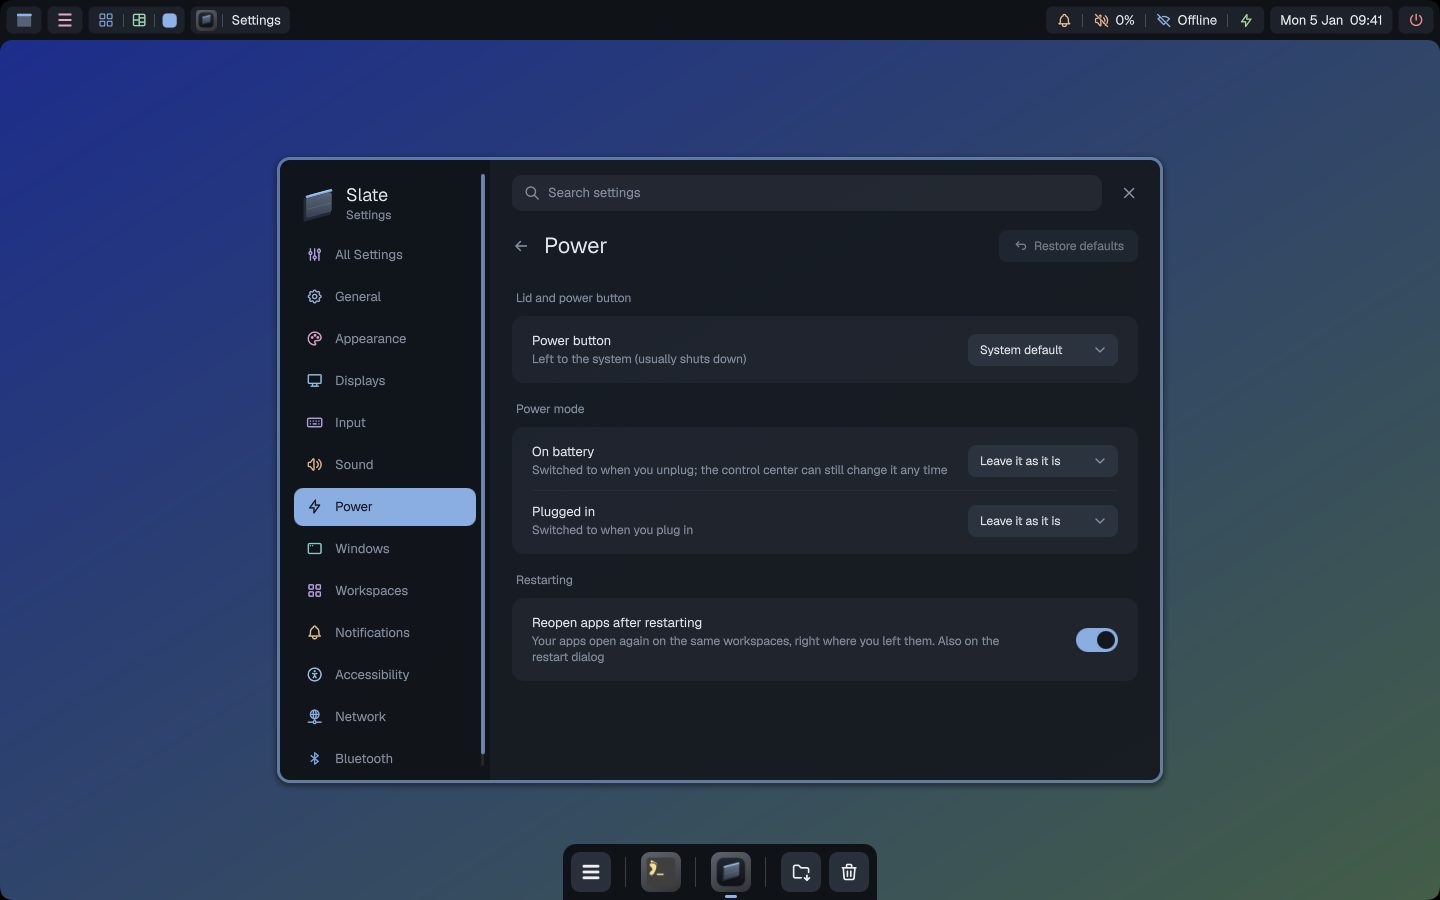 Settings
0%
Offline
Mon 5 Jan 09:41
Slate
Settings
All Settings
General
Appearance
Displays
Input
Sound
Power
Windows
Workspaces
Notifications
Accessibility
Network
Bluetooth
Search settings
Power
Restore defaults
Lid and power button
Power button
Left to the system (usually shuts down)
System default
Power mode
On battery
Switched to when you unplug; the control center can still change it any time
Leave it as it is
Plugged in
Switched to when you plug in
Leave it as it is
Restarting
Reopen apps after restarting
Your apps open again on the same workspaces, right where you left them. Also on the
restart dialog